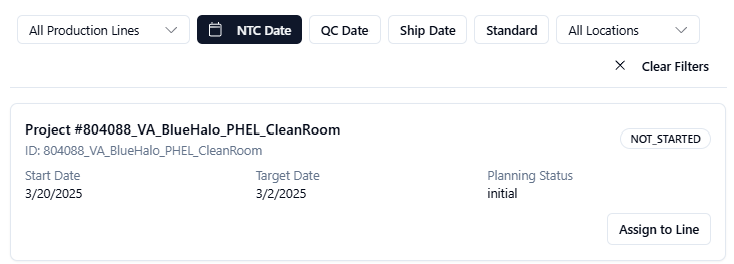 All Production Lines NTC Date QC Date Ship Date Standard All Locations
Clear Filters
Project #804088_VA_BlueHalo_PHEL_CleanRoom
NOT_STARTED
ID: 804088_VA_BlueHalo_PHEL_CleanRoom
Start Date Target Date Planning Status
3/20/2025 3/2/2025 initial
Assign to Line